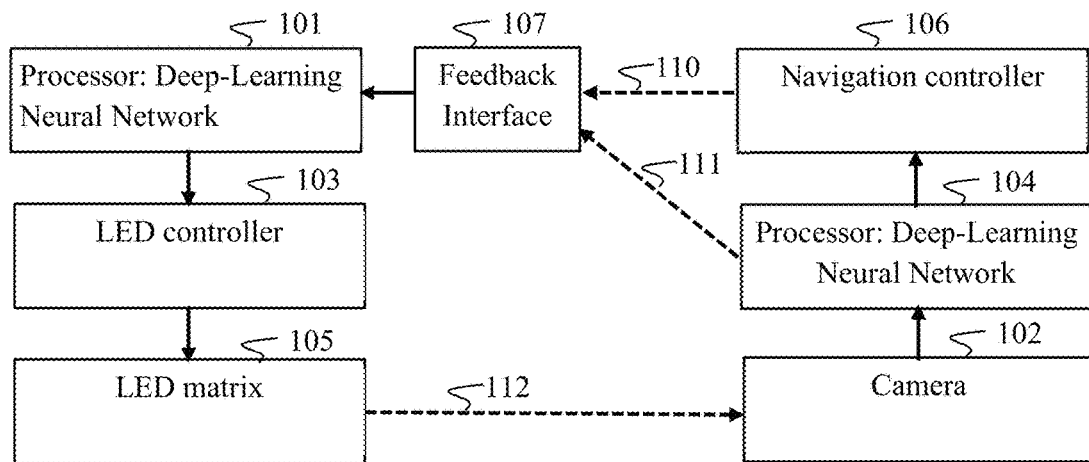 101
107
106
Processor: Deep-Learning
Neural Network
Feedback
Interface
110
Navigation controller
111
103
104
LED controller
Processor: Deep-Learning
Neural Network
105
102
LED matrix
112
Camera